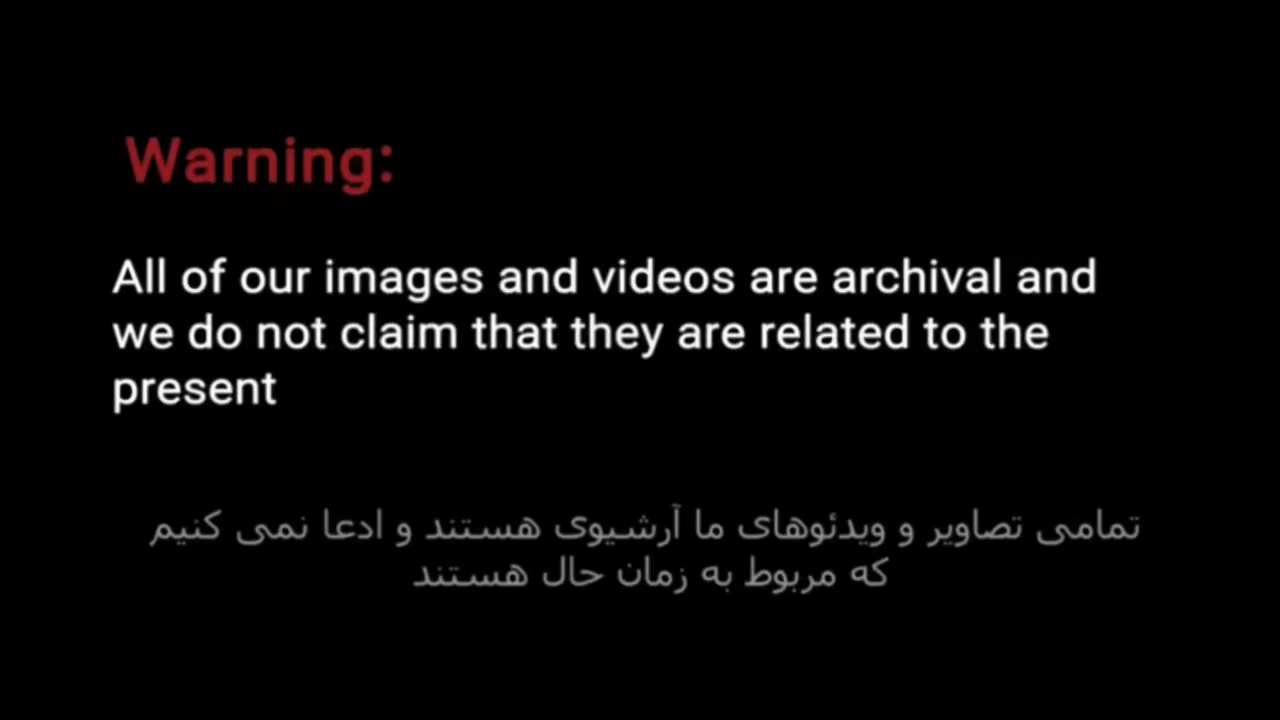 Warning:
All of our images and videos are archival and
we do not claim that they are related to the
present
تمامی تصاویر و ویدئوهای ما آرشیوی هستند و ادعا نمی کنیم
که مربوط به زمان حال هستند